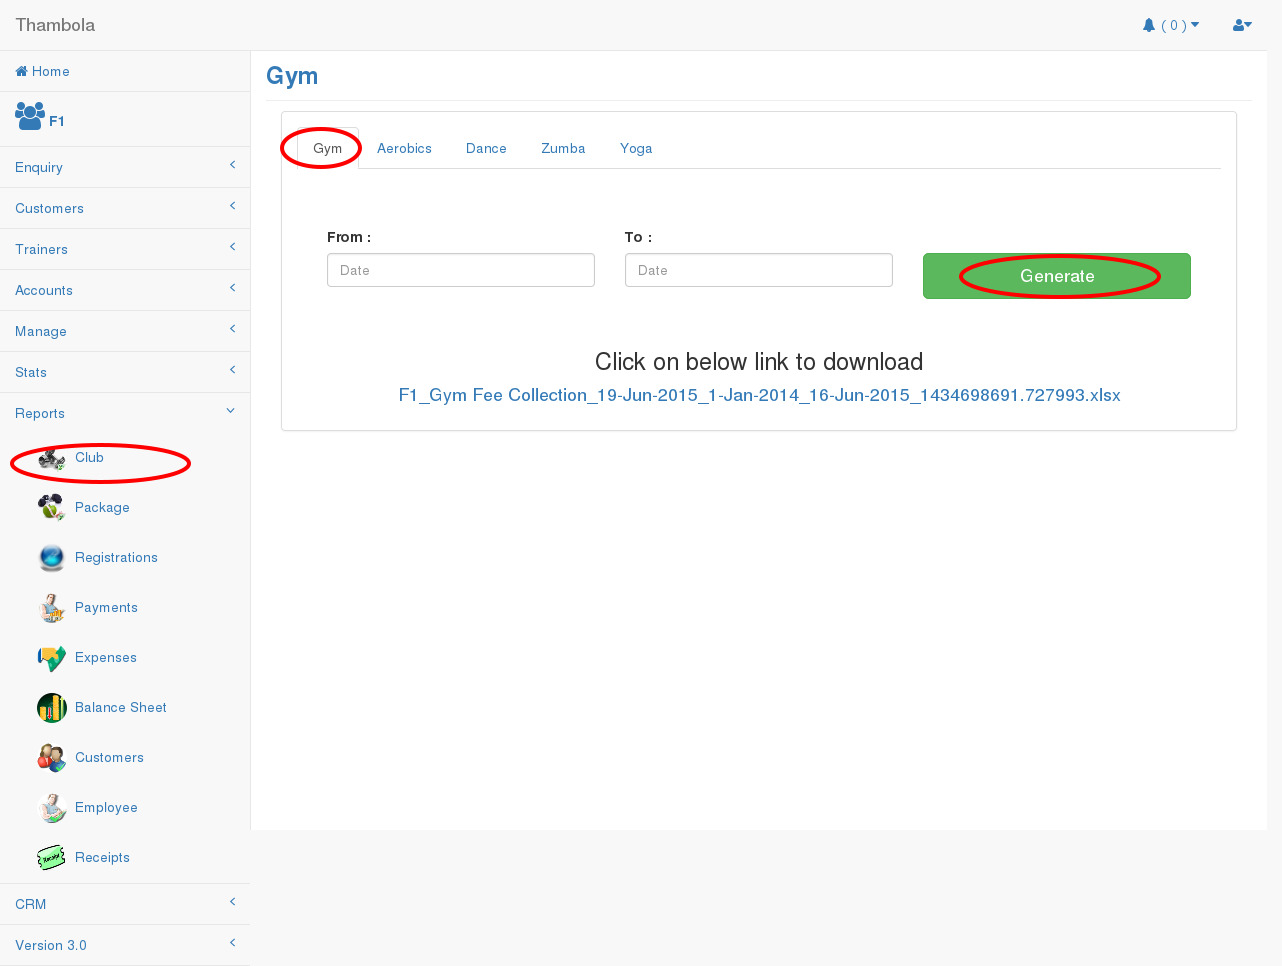 Thambola
( 0 )
Home
F1
Enquiry
Customers
Trainers
Accounts
Manage
Stats
Reports
Club
Package
Registrations
Payments
Expenses
Balance Sheet
Customers
Employee
Receipt
Receipts
CRM
Version 3.0
Gym
Gym Aerobics Dance Zumba Yoga
From : To :
Date Date Generate
Click on below link to download
F1_Gym Fee Collection_19-Jun-2015_1-Jan-2014_16-Jun-2015_1434698691.727993.xlsx